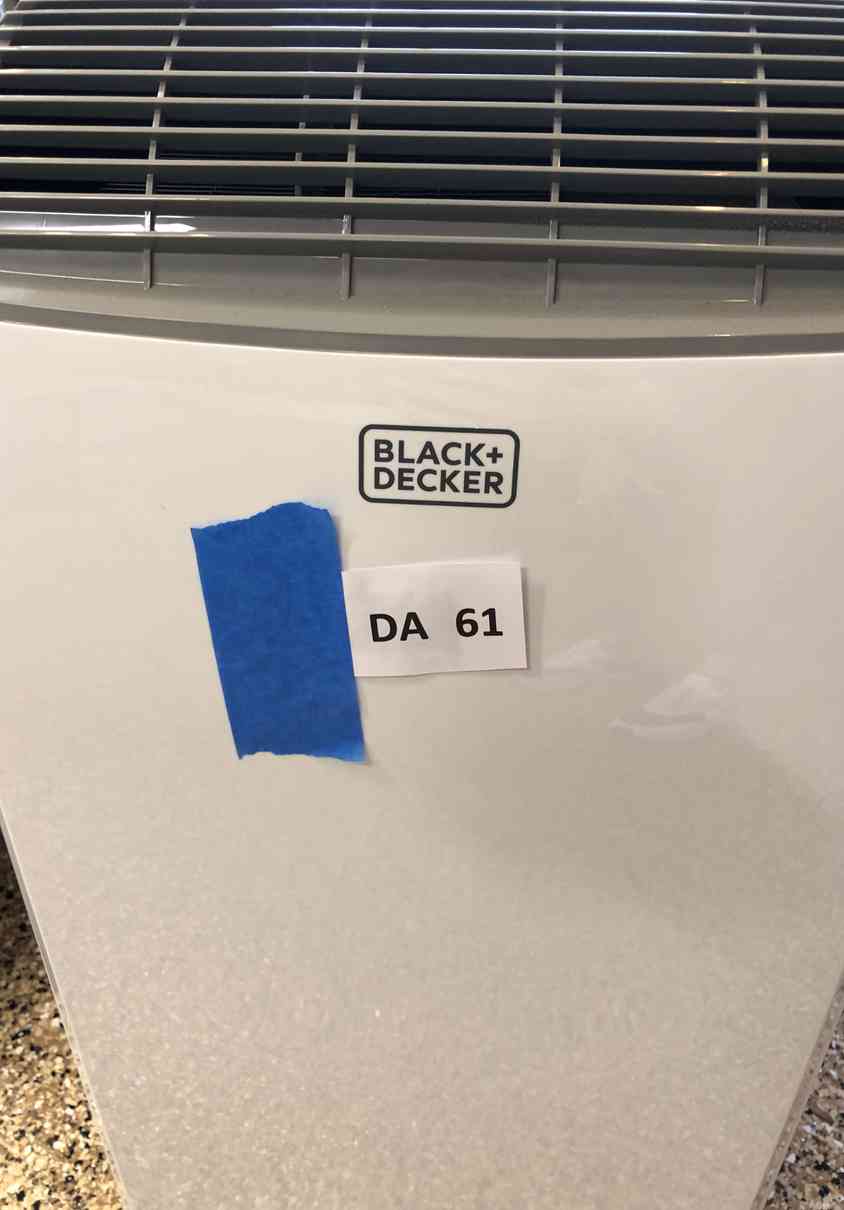 BLACK+
DECKER
DA 61